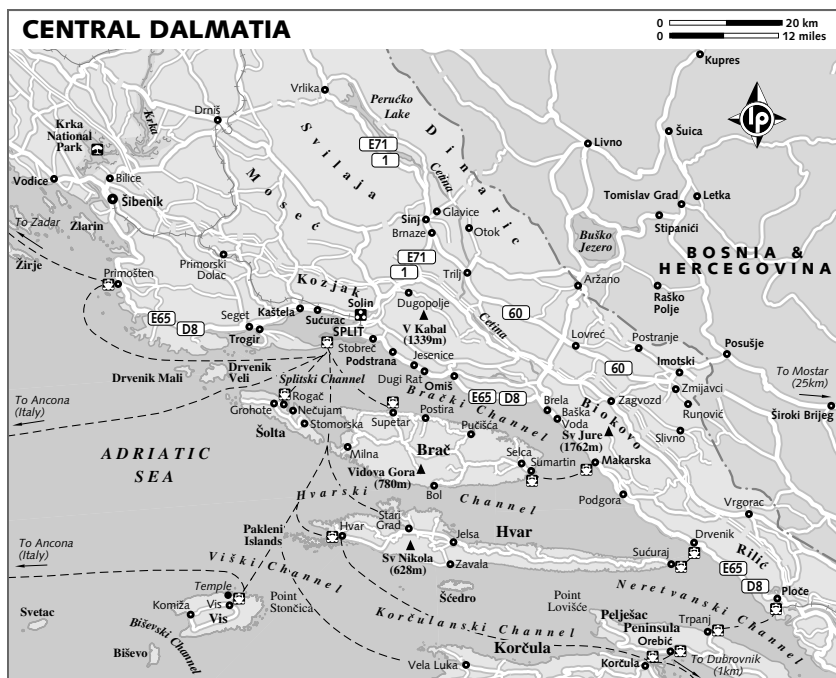 CENTRAL DALMATIA
0 20 km
0 12 miles
Kupres
Vrlika
Perućko
Lake
Drniš
Krka
Krka
National
Park
E71
1
Dinaric
Svilaja
Livno
Šuica
lp
Moseć
Cetina
Vodice
Bilice
Šibenik
Tomislav Grad
Letka
Stipanići
Glavice
Sinj
Brnaze
Otok
Buško
Jezero
To Zadar
Zlarin
Žirje
Primošten
Primorski
Dolac
E71
1
Trilj
BOSNIA &
HERCEGOVINA
Aržano
Raško
Polje
Kozjak
Solin
Dugopolje
60
E65
D8
Seget
Kaštela
Sućurac
Trogir
SPLIT
V Kabal
(1339m)
Cetina
Stobreč
Podstrana
Lovreć
Postranje
Posušje
Jesenice
60
Imotski
Drvenik Mali
Drvenik
Veli
Splitski Channel
Dugi Rat
Omiš
E65
D8
Zmijavci
To Mostar
(25km)
To Ancona
(Italy)
Rogač
Grohote
Nečujam
Stomorska
Šolta
Brački Channel
Brela
Baška
Voda
Biokovo
Zagvozd
Runović
Široki Brijeg
Supetar
Postira
Pučišća
Sv Jure
(1762m)
Slivno
ADRIATIC
SEA
Milna
Brač
Selca
Sumartin
Makarska
Vidova Gora
(780m)
Bol
Podgora
Hvarski Channel
Vrgorac
Stari
Grad
Pakleni
Islands
Hvar
Jelsa
Hvar
Drvenik
Rilić
To Ancona
(Italy)
Sv Nikola
(628m)
Zavala
Sućuraj
E65
D8
Viški Channel
Šćedro
Neretvanski Channel
Ploče
Temple
Vis
Komiža
Vis
Point
Stončica
Point
Lovišće
Svetac
Biševski
Channel
Biševo
Korčulanski Channel
Pelješac
Peninsula
Trpanj
Orebić
Korčula
Vela Luka
Korčula
To Dubrovnik
(1km)